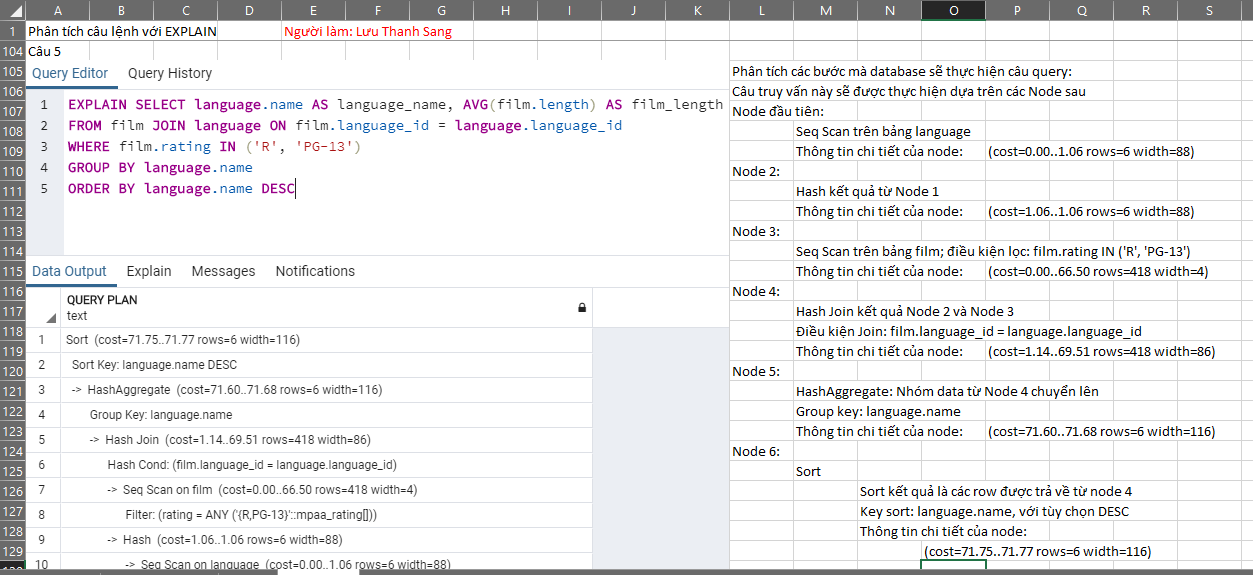 A B C D E F G H I J K L M N O P Q R S
1 Phân tích câu lệnh với EXPLAIN Người làm: Lưu Thanh Sang
104 Câu 5
105
106
107
108
109
110
111
112
113
114
115
116
117
118
119
120
121
122
123
124
125
126
127
128
129
Query Editor Query History
1 EXPLAIN SELECT language.name AS language_name, AVG(film.length) AS film_length
2 FROM film JOIN language ON film.language_id = language.language_id
3 WHERE film.rating IN ('R', 'PG-13')
4 GROUP BY language.name
5 ORDER BY language.name DESC
Data Output Explain Messages Notifications
QUERY PLAN
text
1 Sort (cost=71.75..71.77 rows=6 width=116)
2 Sort Key: language.name DESC
3 -> HashAggregate (cost=71.60..71.68 rows=6 width=116)
4 Group Key: language.name
5 -> Hash Join (cost=1.14..69.51 rows=418 width=86)
6 Hash Cond: (film.language_id = language.language_id)
7 -> Seq Scan on film (cost=0.00..66.50 rows=418 width=4)
8 Filter: (rating = ANY ('{R,PG-13}'::mpaa_rating[]))
9 -> Hash (cost=1.06..1.06 rows=6 width=88)
10 -> Seq Scan on language (cost=0.00..1.06 rows=6 width=88)
Phân tích các bước mà database sẽ thực hiện câu query:
Câu truy vấn này sẽ được thực hiện dựa trên các Node sau
Node đầu tiên:
Seq Scan trên bảng language
Thông tin chi tiết của node: (cost=0.00..1.06 rows=6 width=88)
Node 2:
Hash kết quả từ Node 1
Thông tin chi tiết của node: (cost=1.06..1.06 rows=6 width=88)
Node 3:
Seq Scan trên bảng film; điều kiện lọc: film.rating IN ('R', 'PG-13')
Thông tin chi tiết của node: (cost=0.00..66.50 rows=418 width=4)
Node 4:
Hash Join kết quả Node 2 và Node 3
Điều kiện Join: film.language_id = language.language_id
Thông tin chi tiết của node: (cost=1.14..69.51 rows=418 width=86)
Node 5:
HashAggregate: Nhóm data từ Node 4 chuyển lên
Group key: language.name
Thông tin chi tiết của node: (cost=71.60..71.68 rows=6 width=116)
Node 6:
Sort
Sort kết quả là các row được trả về từ node 4
Key sort: language.name, với tùy chọn DESC
Thông tin chi tiết của node:
(cost=71.75..71.77 rows=6 width=116)